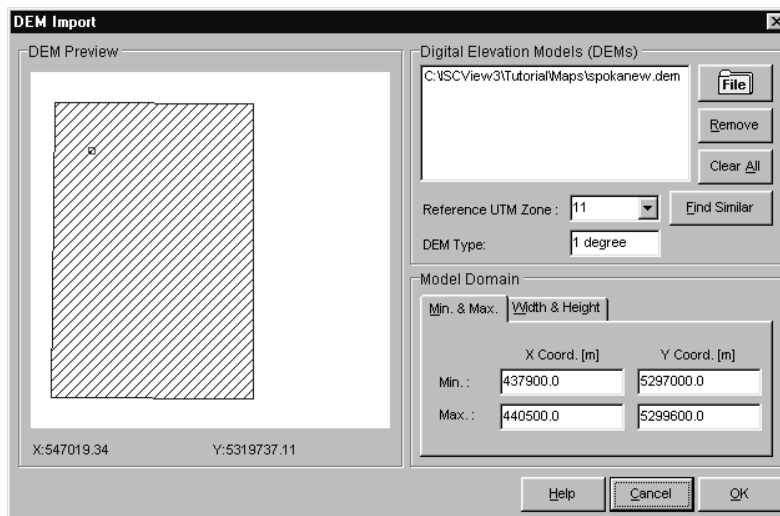 DEM Import
DEM Preview
X:547019.34 Y:5319737.11
Digital Elevation Models (DEMs)
C:\ISCView3\Tutorial\Maps\spokanew.dem
File
Remove
Clear All
Reference UTM Zone : 11 Find Similar
DEM Type: 1 degree
Model Domain
Min. & Max. Width & Height
X Coord. [m] Y Coord. [m]
Min. : 437900.0 5297000.0
Max. : 440500.0 5299600.0
Help Cancel OK